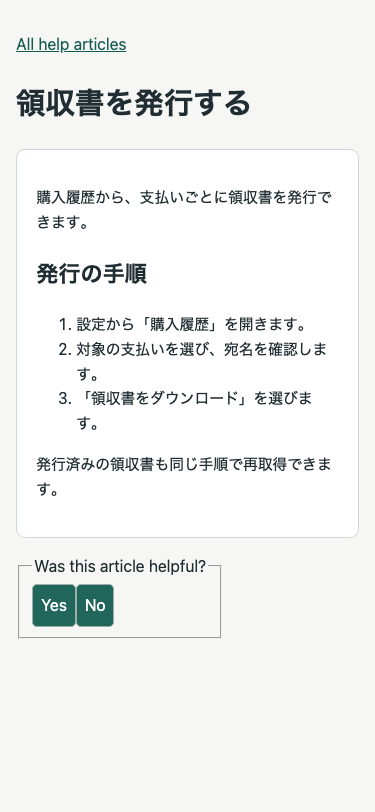 All help articles
領収書を発行する
購入履歴から、支払いごとに領収書を発行で
きます。
発行の手順
1. 設定から「購入履歴」を開きます。
2. 対象の支払いを選び、宛名を確認しま
す。
3. 「領収書をダウンロード」を選びま
す。
発行済みの領収書も同じ手順で再取得できま
す。
Was this article helpful?
Yes No